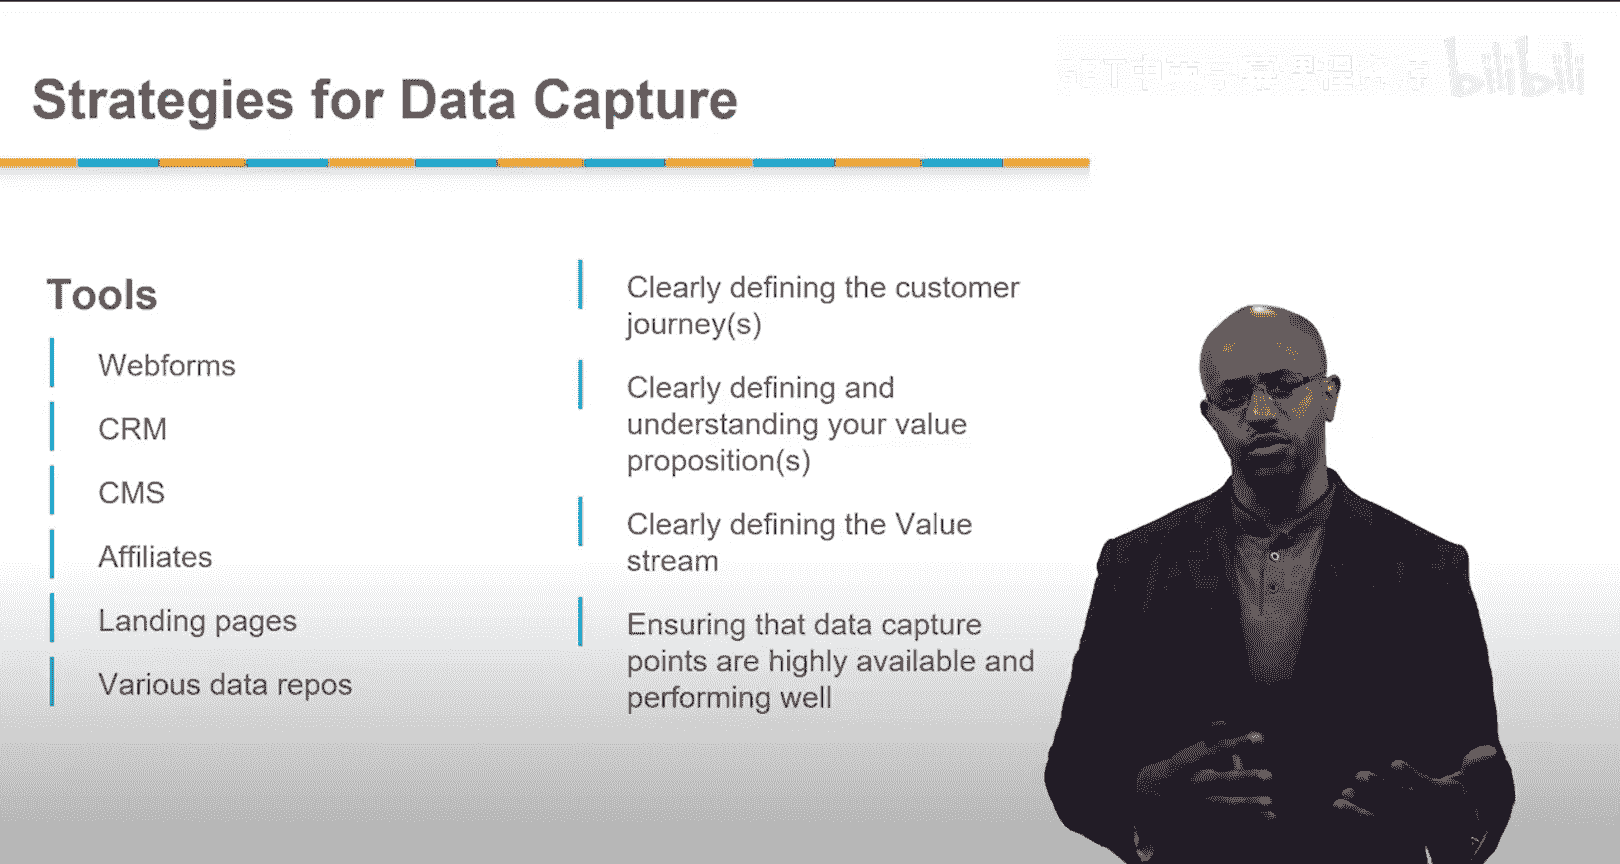 Strategies for Data Capture
bilibili
Tools
Webforms
CRM
CMS
Affiliates
Landing pages
Various data repos
Clearly defining the customer
journey(s)
Clearly defining and
understanding your value
proposition(s)
Clearly defining the Value
stream
Ensuring that data capture
points are highly available and
performing well